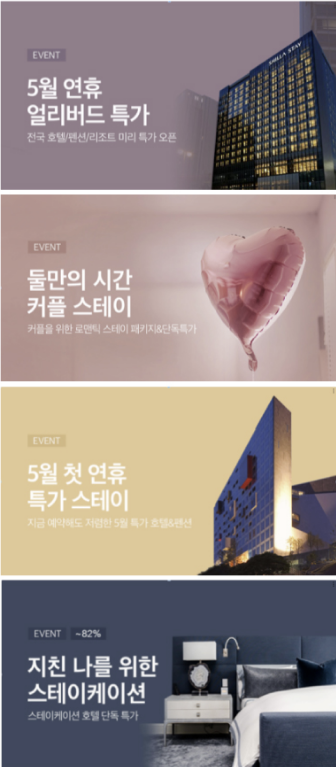 EVENT
5월 연휴
얼리버드 특가
전국 호텔/펜션/리조트 미리 특가 오픈
SHILLA STAY
EVENT
둘만의 시간
커플 스테이
커플을 위한 로맨틱 스테이 패키지&단독특가
EVENT
5월 첫 연휴
특가 스테이
지금 예약해도 저렴한 5월 특가 호텔&펜션
EVENT ~82%
지친 나를 위한
스테이케이션
스테이케이션 호텔 단독 특가